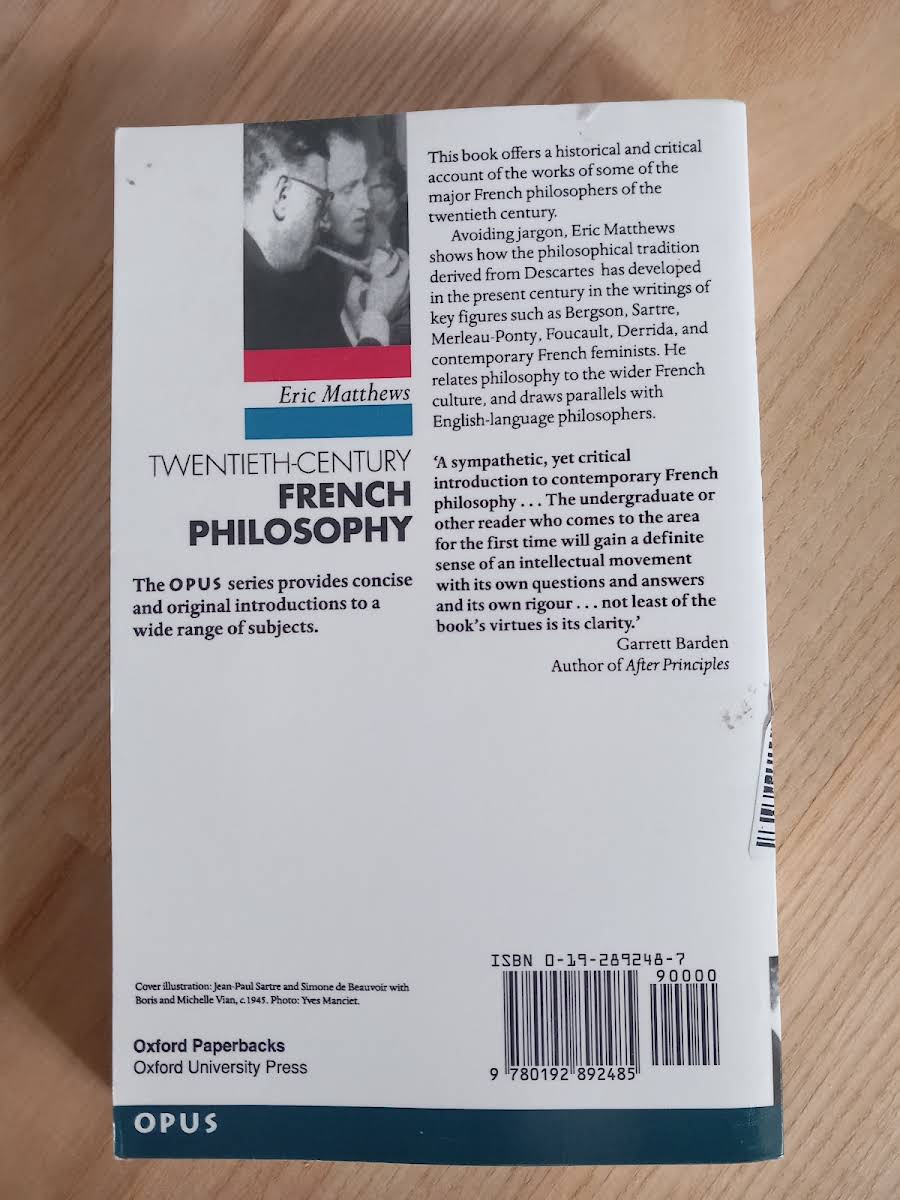 Eric Matthews
TWENTIETH-CENTURY
FRENCH
PHILOSOPHY
The OPUS series provides concise
and original introductions to a
wide range of subjects.
This book offers a historical and critical
account of the works of some of the
major French philosophers of the
twentieth century.
Avoiding jargon, Eric Matthews
shows how the philosophical tradition
derived from Descartes has developed
in the present century in the writings of
key figures such as Bergson, Sartre,
Merleau-Ponty, Foucault, Derrida, and
contemporary French feminists. He
relates philosophy to the wider French
culture, and draws parallels with
English-language philosophers.
‘A sympathetic, yet critical
introduction to contemporary French
philosophy . . . The undergraduate or
other reader who comes to the area
for the first time will gain a definite
sense of an intellectual movement
with its own questions and answers
and its own rigour . . . not least of the
book's virtues is its clarity.’
Garrett Barden
Author of After Principles
Cover illustration: Jean-Paul Sartre and Simone de Beauvoir with
Boris and Michelle Vian, c.1945. Photo: Yves Manciet.
Oxford Paperbacks
Oxford University Press
ISBN 0-19-289248-7
90000
9 780192 892485
OPUS